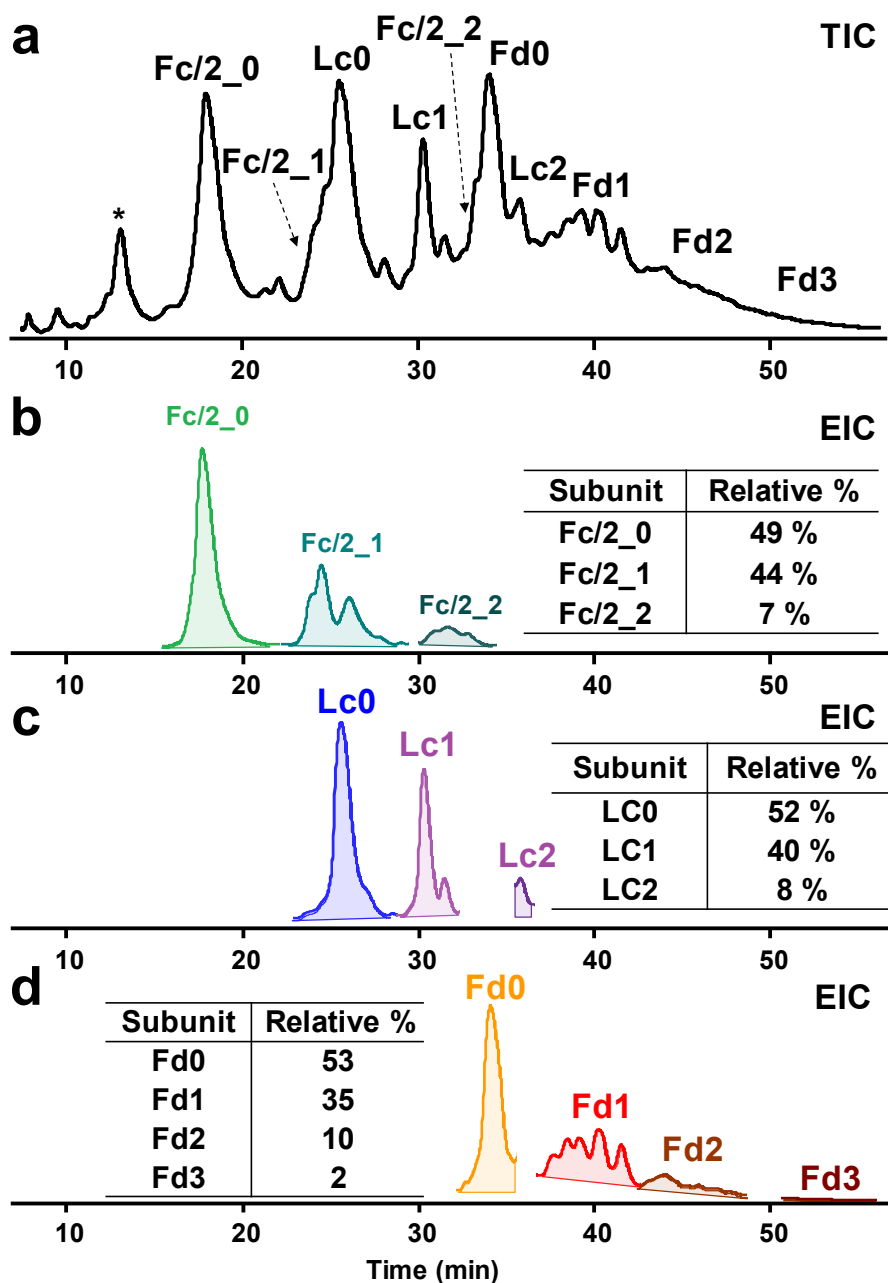 a
TIC
Fc/2_0
Fc/2_1
Lc0
Fc/2_2
Fd0
Lc1
Lc2
Fd1
Fd2
Fd3
*
10 20 30 40 50
b
EIC
Fc/2_0
Fc/2_1
Fc/2_2
Subunit Relative %
Fc/2_0 49 %
Fc/2_1 44 %
Fc/2_2 7 %
10 20 30 40 50
c
EIC
Lc0
Lc1
Lc2
Subunit Relative %
LC0 52 %
LC1 40 %
LC2 8 %
10 20 30 40 50
d
EIC
Subunit Relative %
Fd0 53
Fd1 35
Fd2 10
Fd3 2
Fd0
Fd1
Fd2
Fd3
10 20 30 40 50
Time (min)